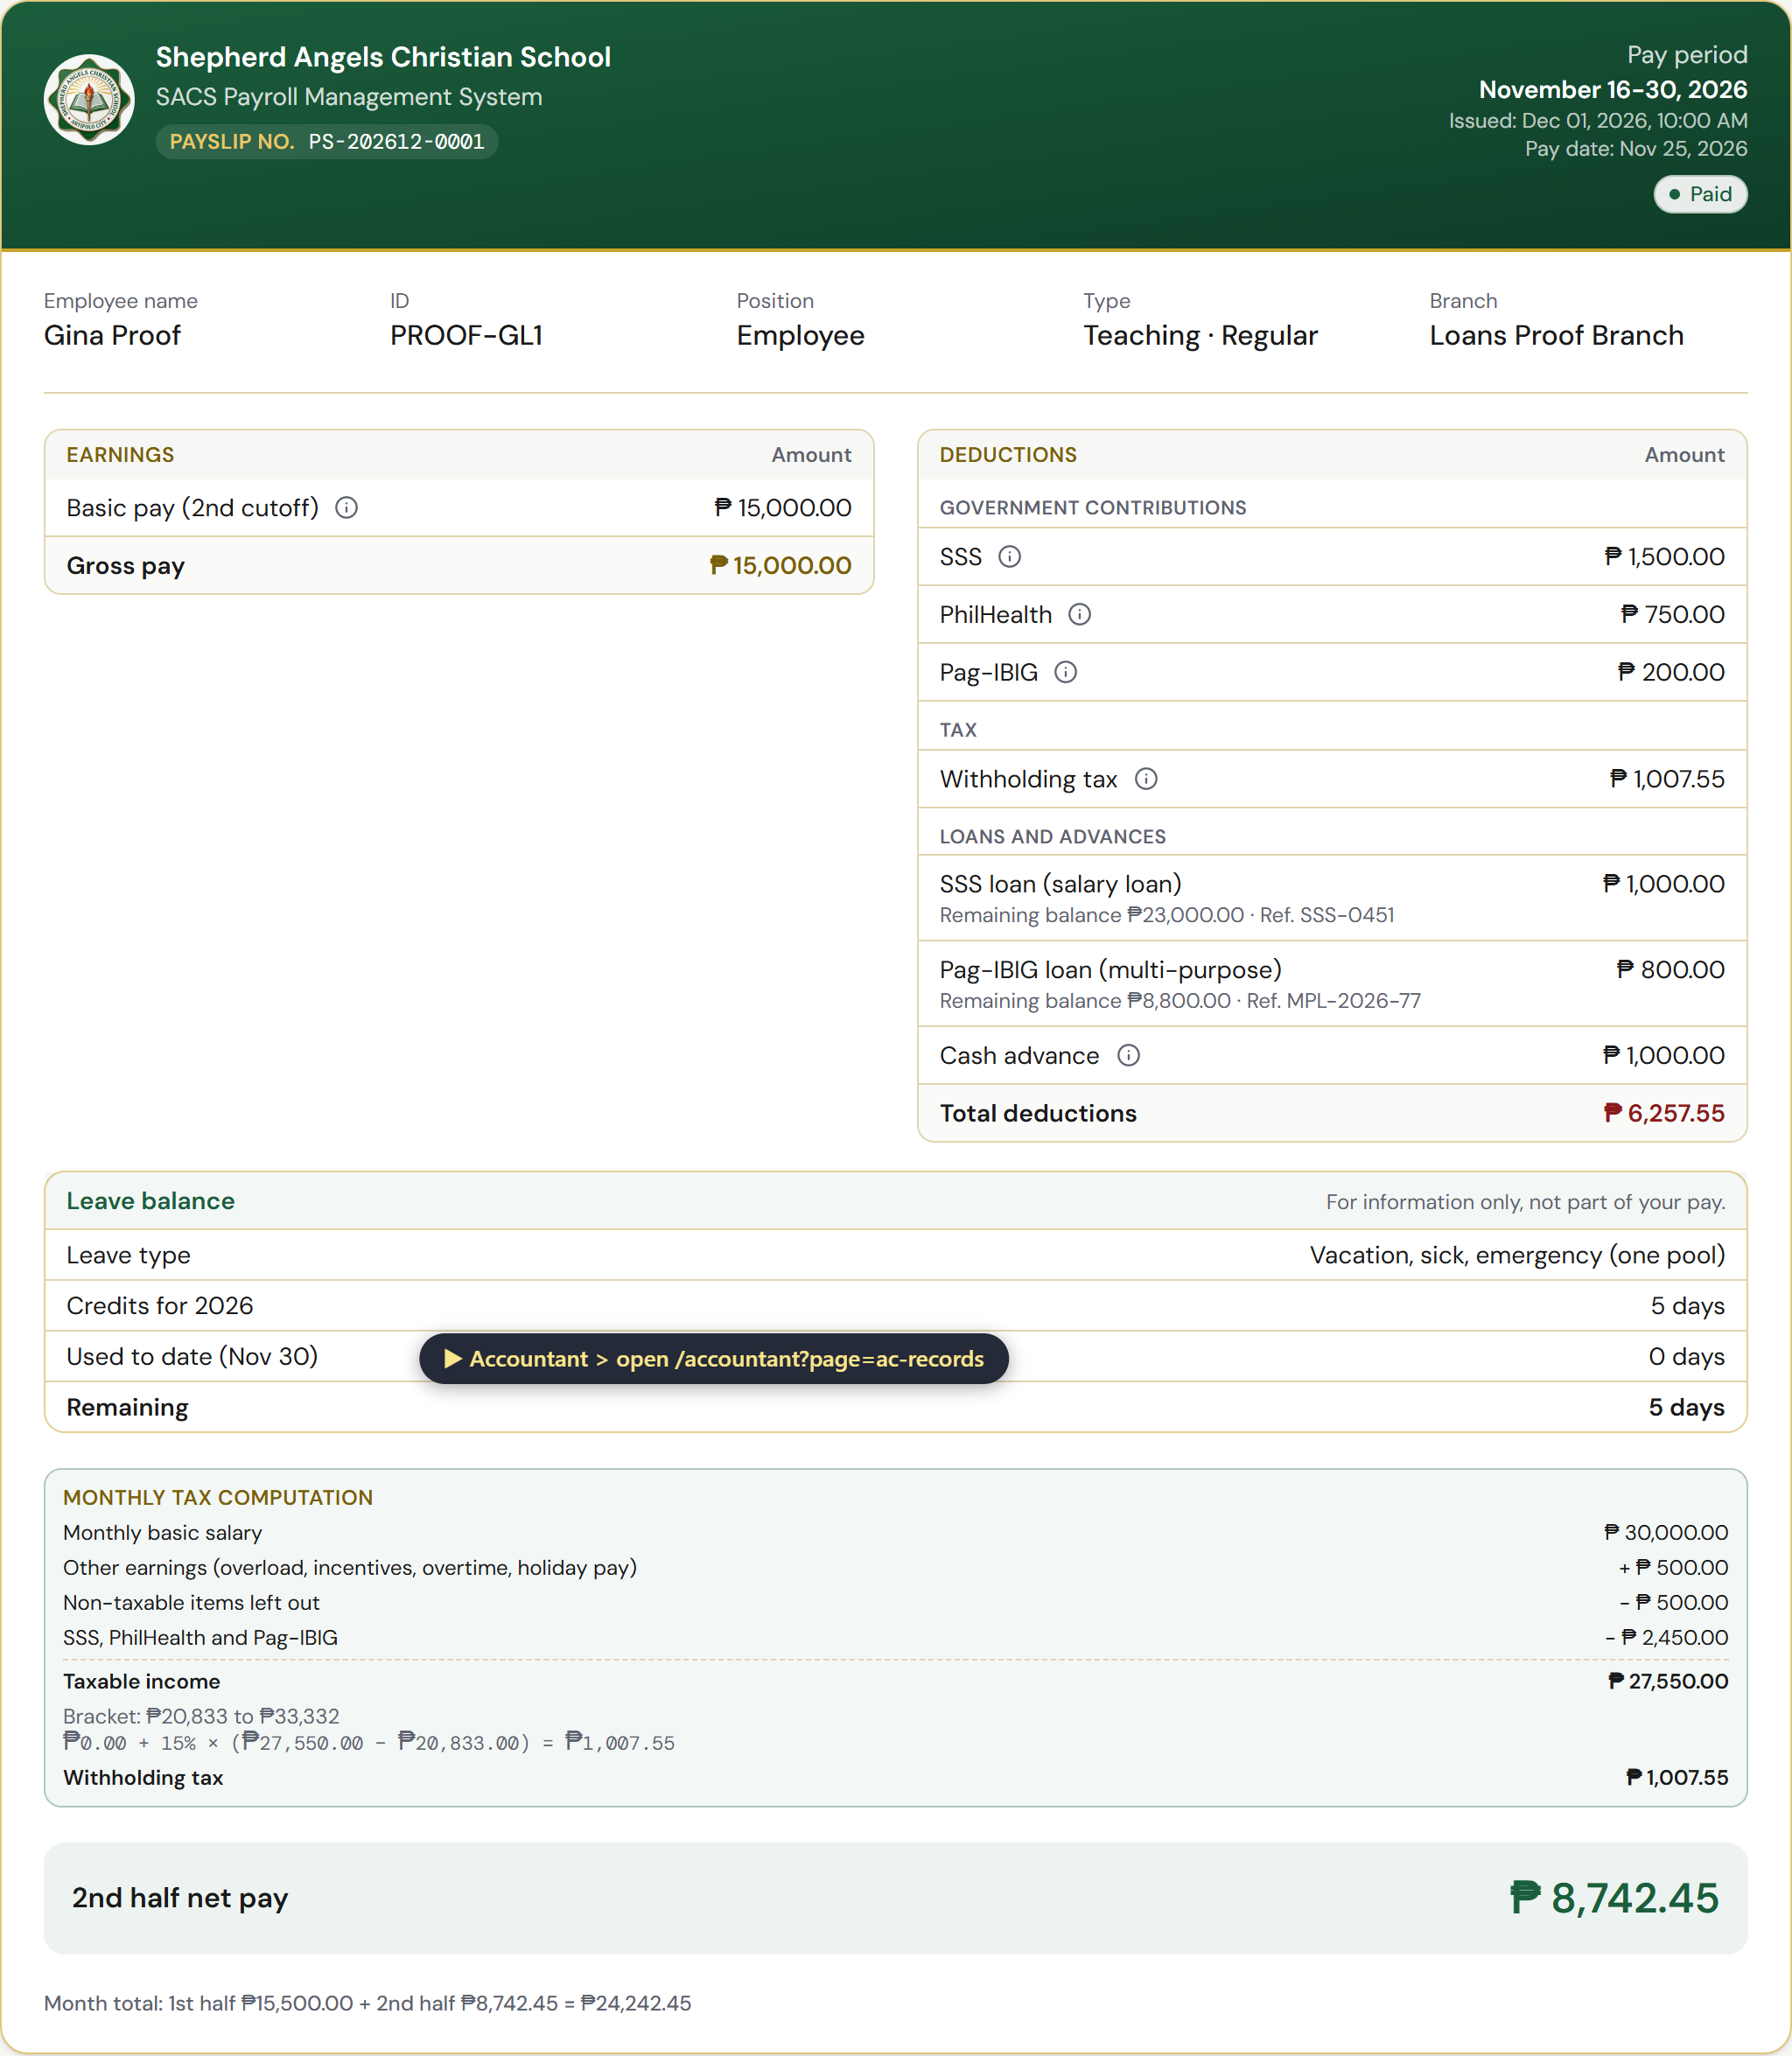 Shepherd Angels Christian School
SACS Payroll Management System
PAYSLIP NO. PS-202612-0001
Pay period
November 16-30, 2026
Issued: Dec 01, 2026, 10:00 AM
Pay date: Nov 25, 2026
Paid
SHEPHERD ANGELS CHRISTIAN SCHOOL
ANTIPOLO CITY
Employee name
Gina Proof
ID
PROOF-GL1
Position
Employee
Type
Teaching · Regular
Branch
Loans Proof Branch
EARNINGS Amount
Basic pay (2nd cutoff) ₱ 15,000.00
Gross pay ₱ 15,000.00
DEDUCTIONS Amount
GOVERNMENT CONTRIBUTIONS
SSS ₱ 1,500.00
PhilHealth ₱ 750.00
Pag-IBIG ₱ 200.00
TAX
Withholding tax ₱ 1,007.55
LOANS AND ADVANCES
SSS loan (salary loan) ₱ 1,000.00
Remaining balance ₱23,000.00 · Ref. SSS-0451
Pag-IBIG loan (multi-purpose) ₱ 800.00
Remaining balance ₱8,800.00 · Ref. MPL-2026-77
Cash advance ₱ 1,000.00
Total deductions ₱ 6,257.55
Leave balance For information only, not part of your pay.
Leave type Vacation, sick, emergency (one pool)
Credits for 2026 5 days
Used to date (Nov 30) 0 days
▶ Accountant > open /accountant?page=ac-records
Remaining 5 days
MONTHLY TAX COMPUTATION
Monthly basic salary ₱ 30,000.00
Other earnings (overload, incentives, overtime, holiday pay) + ₱ 500.00
Non-taxable items left out - ₱ 500.00
SSS, PhilHealth and Pag-IBIG - ₱ 2,450.00
Taxable income ₱ 27,550.00
Bracket: ₱20,833 to ₱33,332
₱0.00 + 15% × (₱27,550.00 - ₱20,833.00) = ₱1,007.55
Withholding tax ₱ 1,007.55
2nd half net pay ₱ 8,742.45
Month total: 1st half ₱15,500.00 + 2nd half ₱8,742.45 = ₱24,242.45